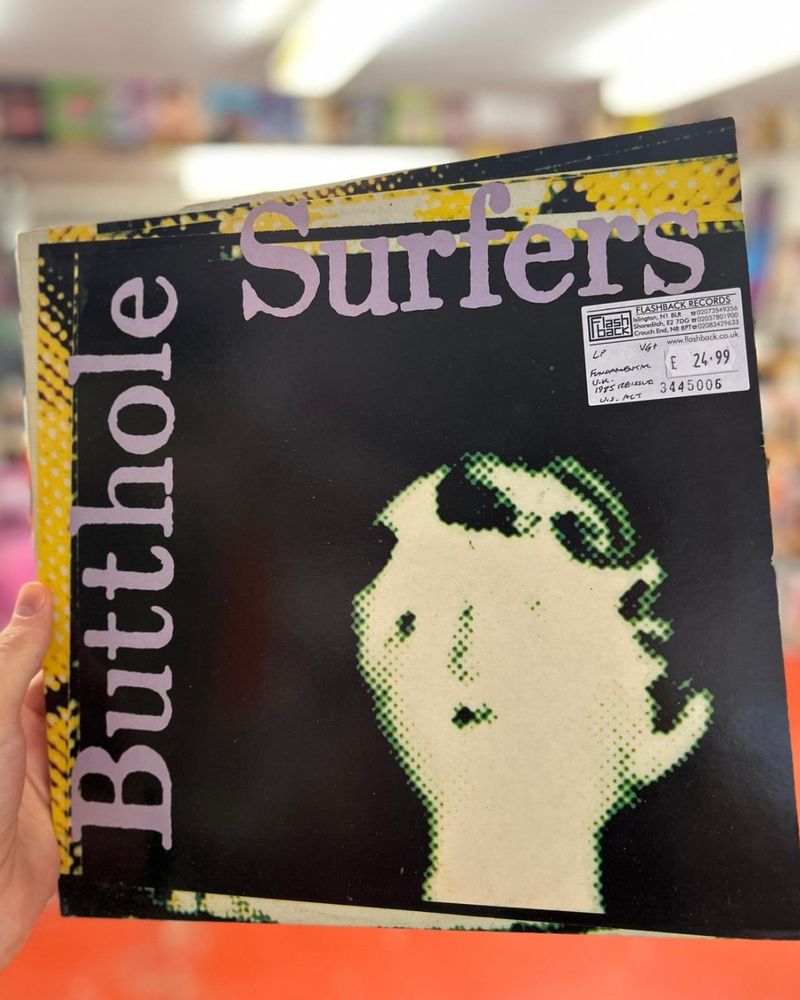 Butthole
Surfers
Flash back
FLASHBACK RECORDS
Islington, N1 8LR ☎02073549356
Shoreditch, E2 7DG ☎02037801900
Crouch End, N8 8PT ☎02083429633
www.flashback.co.uk
LP VG+
£ 24.99
FUNDAMENTAL
U.K.
1985 REISSUE
3445006
U.S. ALT